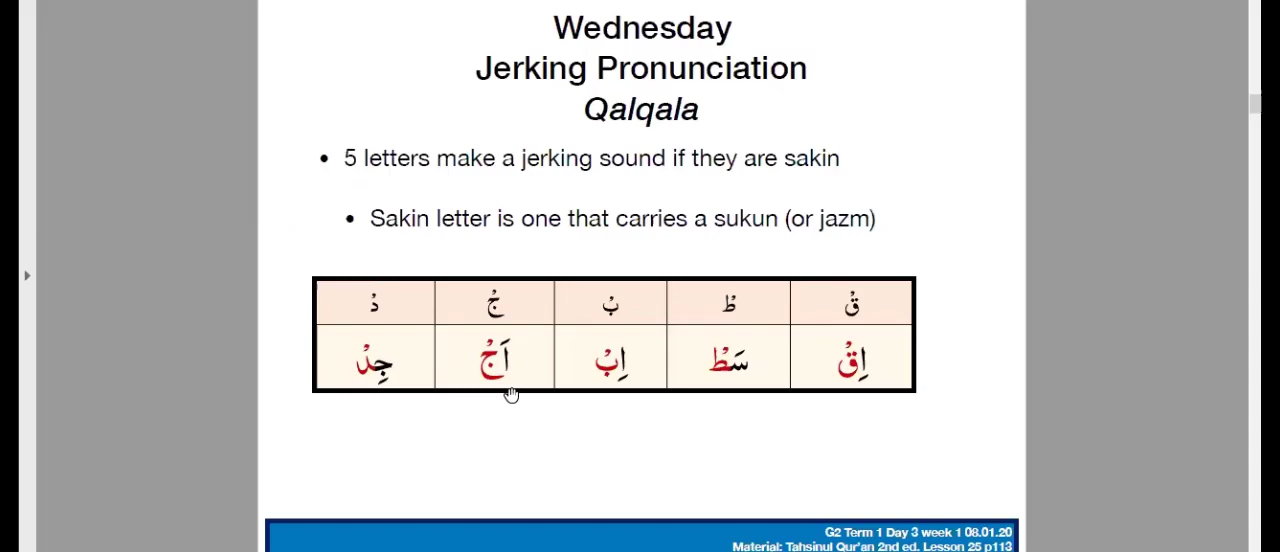 Wednesday
Jerking Pronunciation
Qalqala
• 5 letters make a jerking sound if they are sakin
• Sakin letter is one that carries a sukun (or jazm)
قْ طْ بْ جْ دْ
اِقْ سَطْ اِبْ اَجْ جِدْ
G2 Term 1 Day 3 week 1 08.01.20
Material: Tahsinul Qur'an 2nd ed. Lesson 25 p113